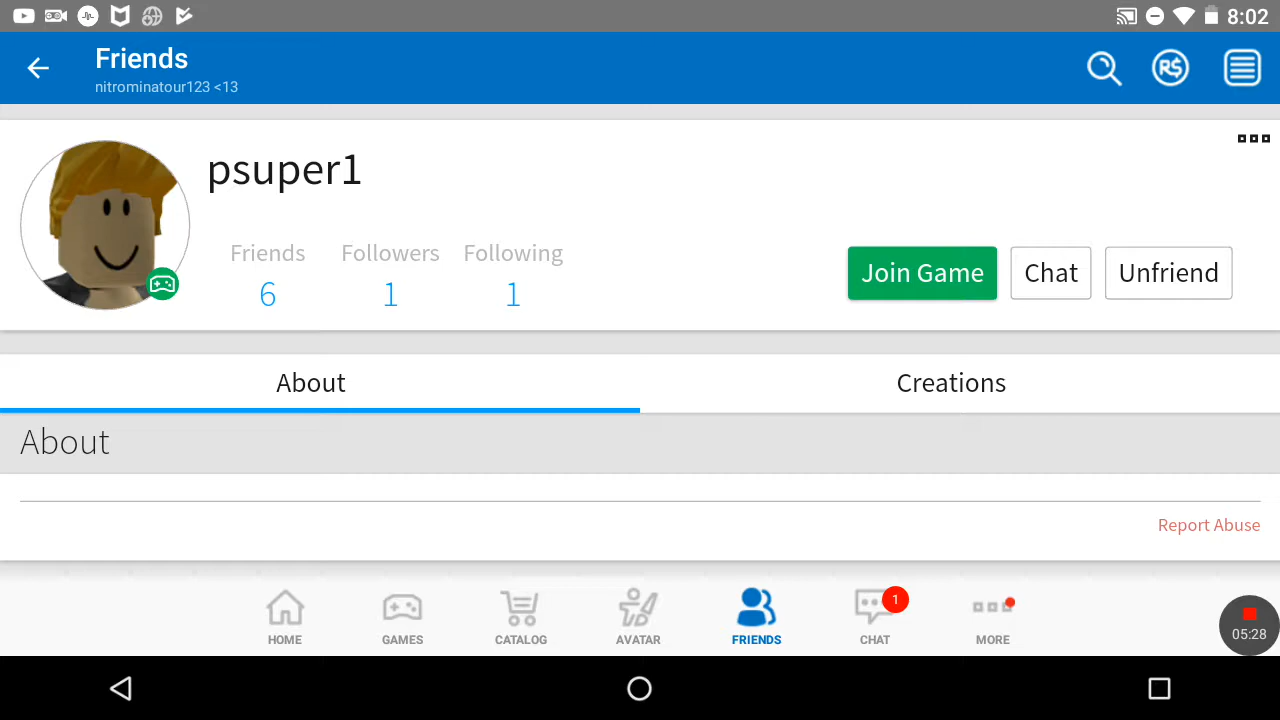 8:02
Friends
nitrominatour123 <13
R$
psuper1
Friends Followers Following
6 1 1
Join Game Chat Unfriend
About Creations
About
Report Abuse
1
HOME GAMES CATALOG AVATAR FRIENDS CHAT MORE
05:28